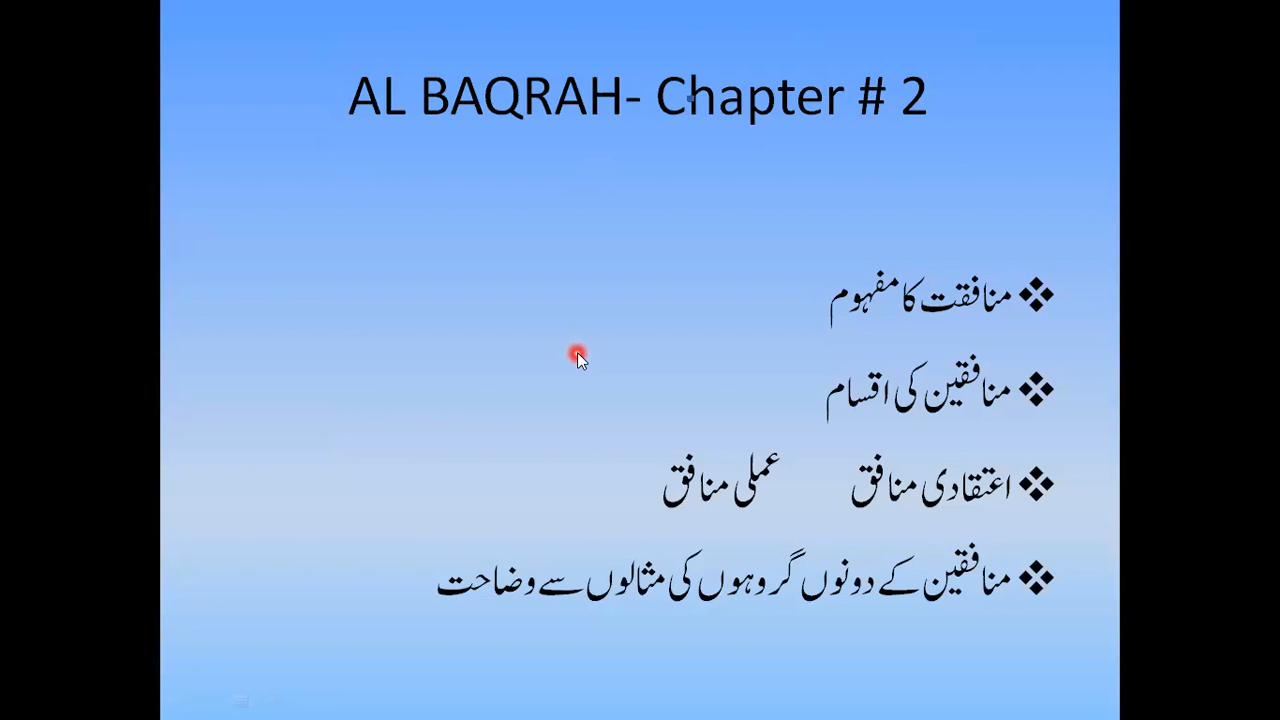 AL BAQRAH- Chapter # 2
❖ منافقت کا مفہوم
❖ منافقین کی اقسام
❖ اعتقادی منافق عملی منافق
❖ منافقین کے دونوں گروہوں کی مثالوں سے وضاحت